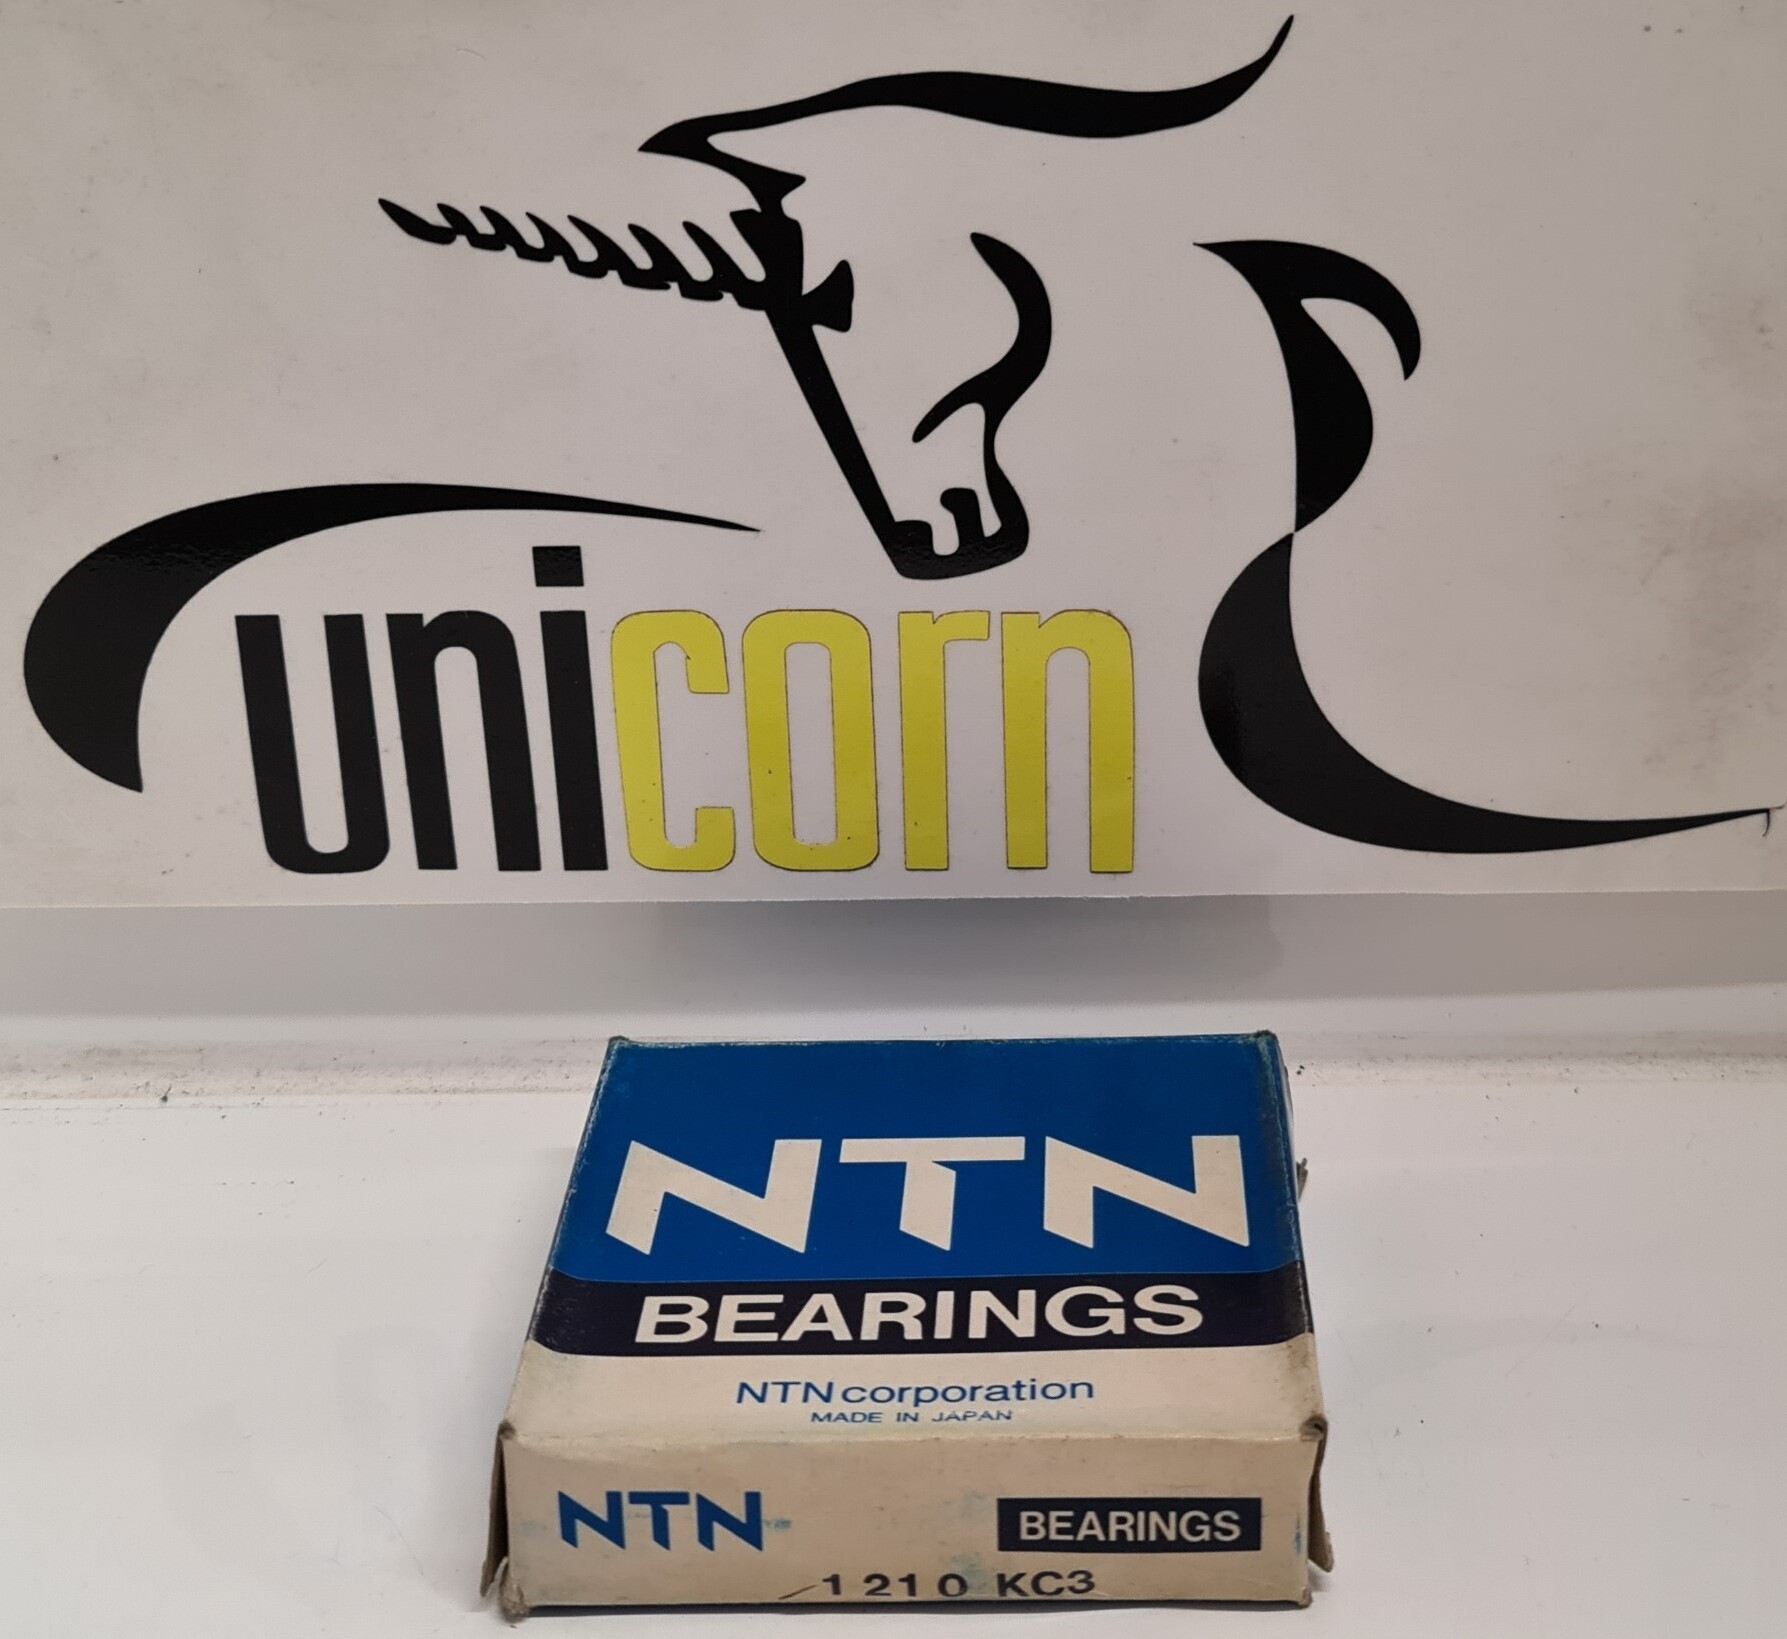 unicorn
NTN
BEARINGS
NTN corporation
MADE IN JAPAN
NTN BEARINGS
1210 KC3